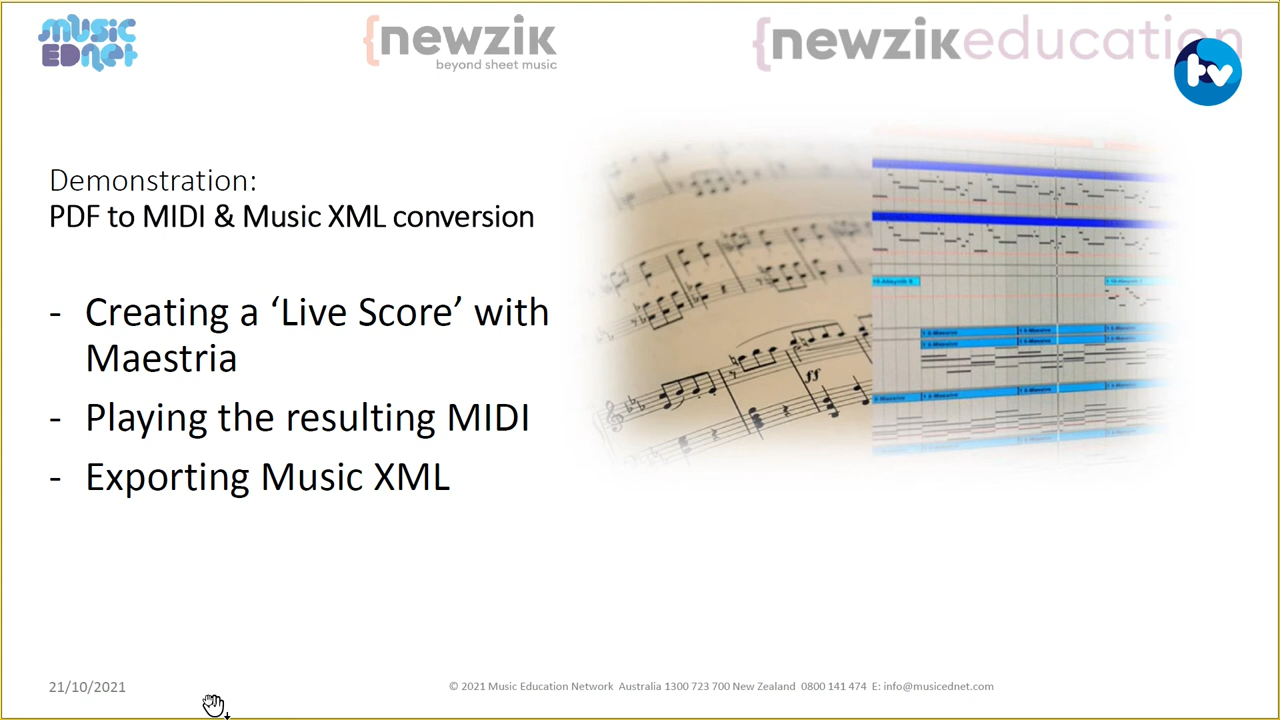 music
EDnet
{newzik
beyond sheet music
{newzikeducation
tv
Demonstration:
PDF to MIDI & Music XML conversion
- Creating a ‘Live Score’ with
Maestria
- Playing the resulting MIDI
- Exporting Music XML
ff
21/10/2021
© 2021 Music Education Network Australia 1300 723 700 New Zealand 0800 141 474 E: info@musicednet.com